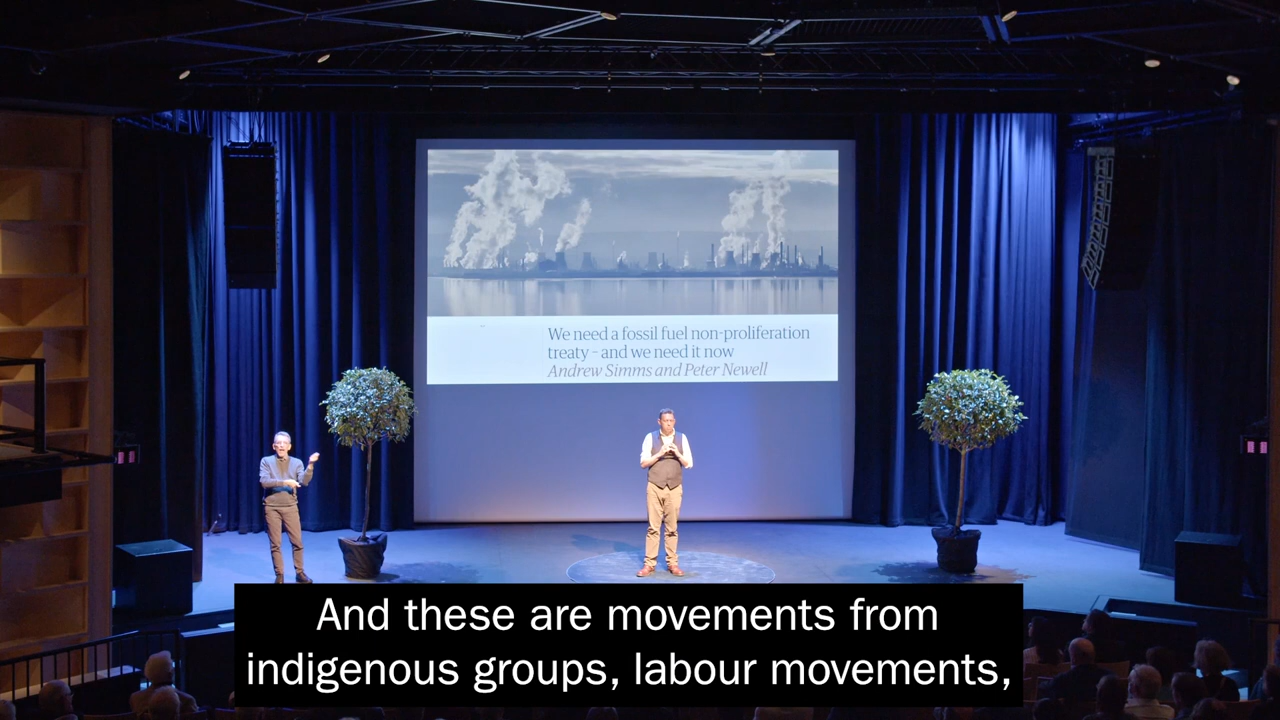 We need a fossil fuel non-proliferation
treaty – and we need it now
Andrew Simms and Peter Newell
And these are movements from
indigenous groups, labour movements,